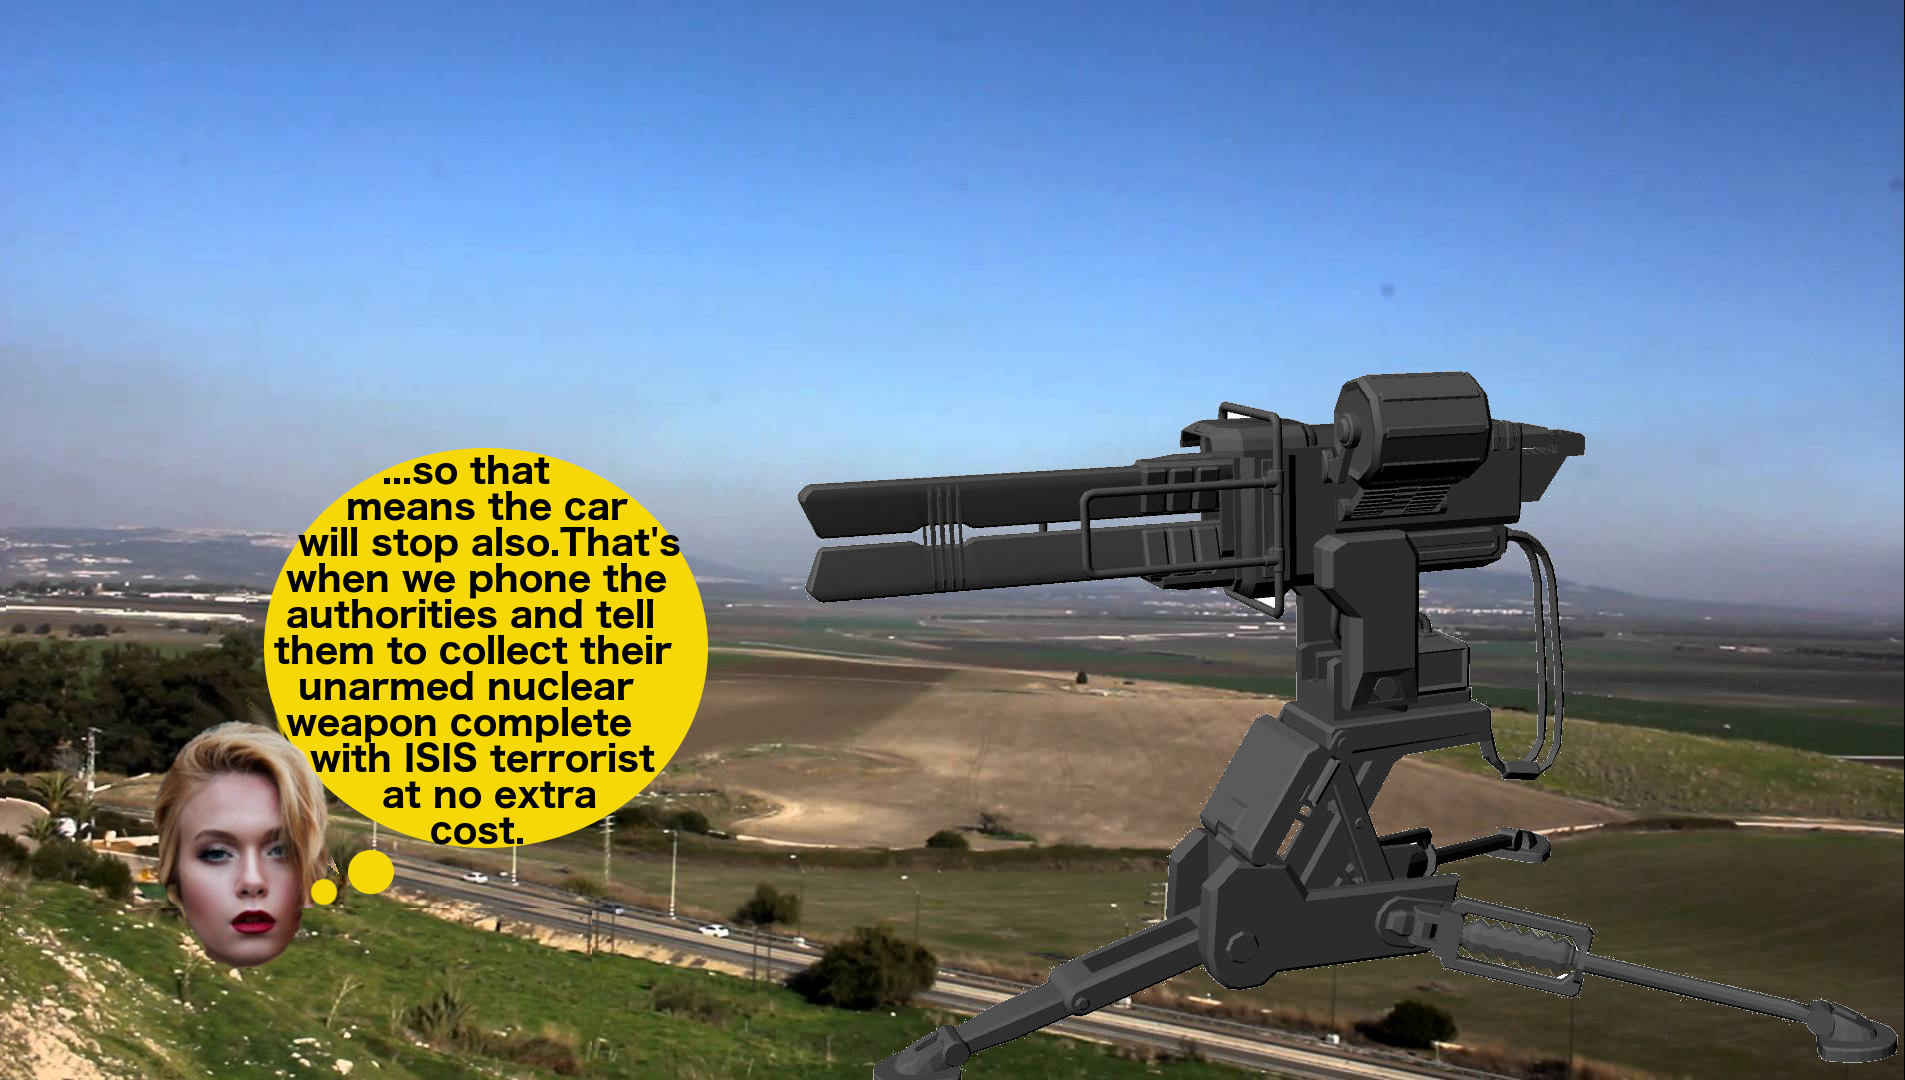 ...so that
means the car
will stop also.That's
when we phone the
authorities and tell
them to collect their
unarmed nuclear
weapon complete
with ISIS terrorist
at no extra
cost.